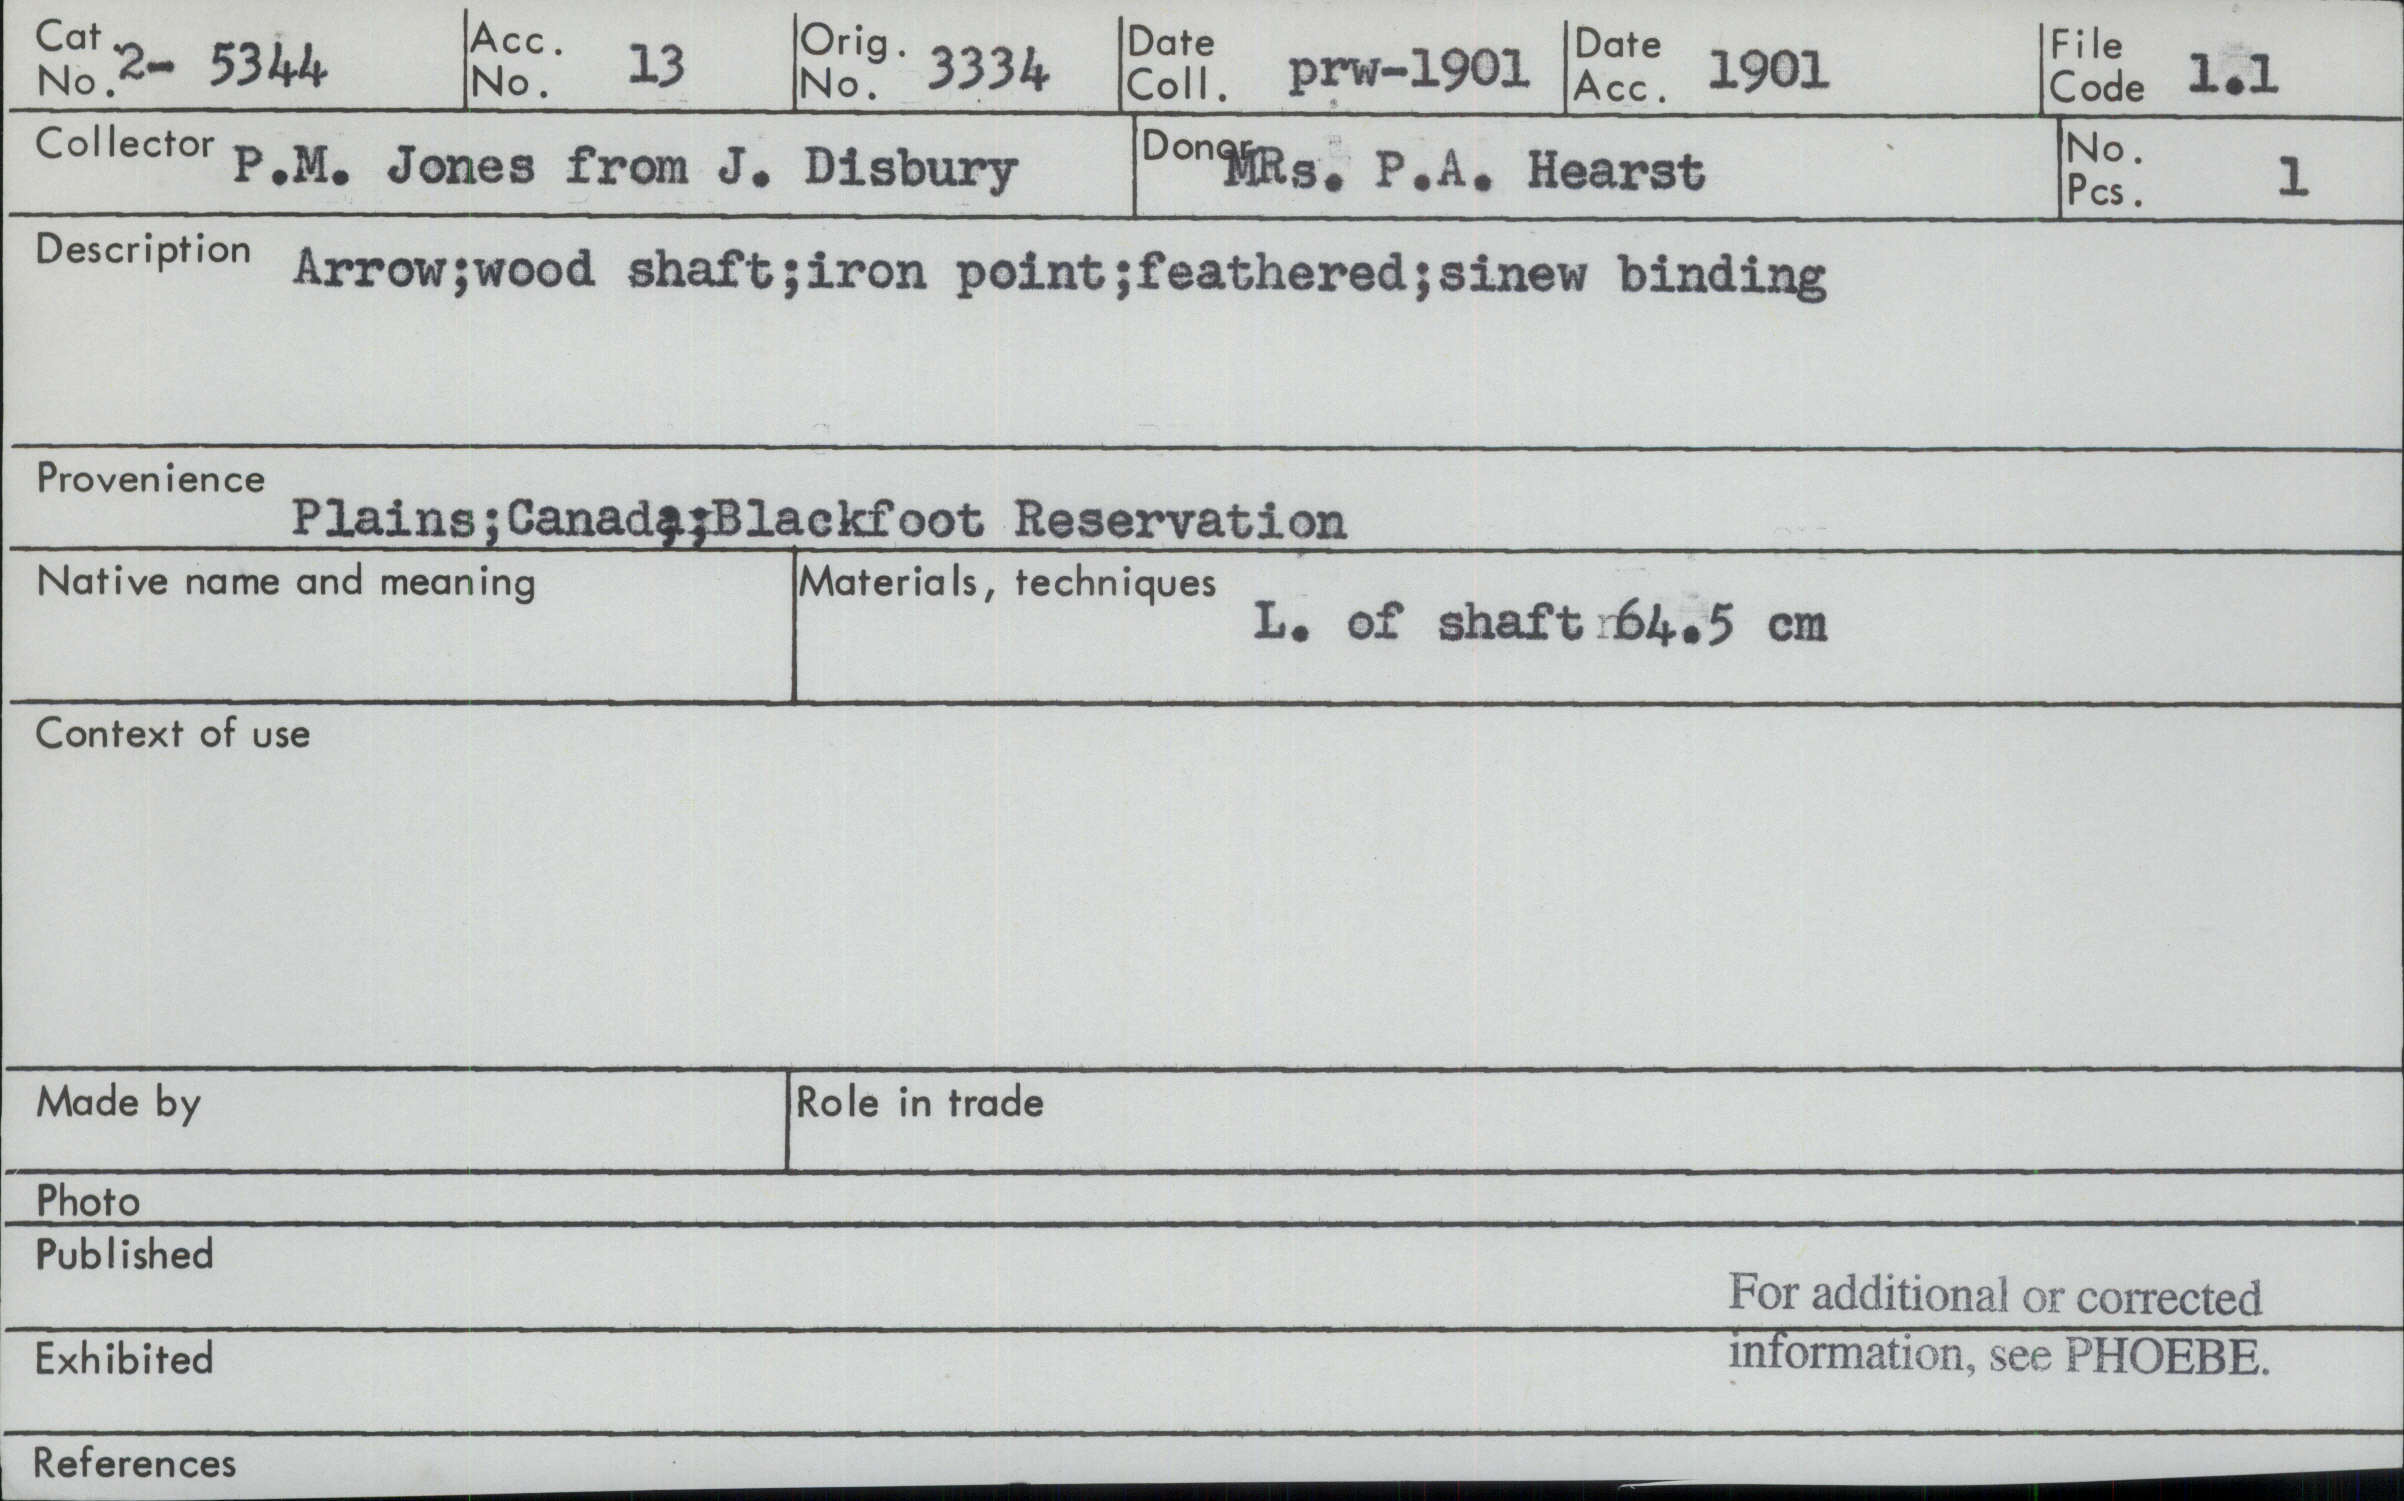 Cat. No. 2- 5344 Acc. No. 13 Orig. No. 3334 Date Coll. prw-1901 Date Acc. 1901 File Code 1.1
Collector P.M. Jones from J. Disbury Donor MRs. P.A. Hearst No. Pcs. 1
Description Arrow;wood shaft;iron point;feathered;sinew binding
Provenience
Plains;Canada;Blackfoot Reservation
Native name and meaning Materials, techniques L. of shaft 64.5 cm
Context of use
Made by Role in trade
Photo
Published
For additional or corrected
Exhibited information, see PHOEBE.
References